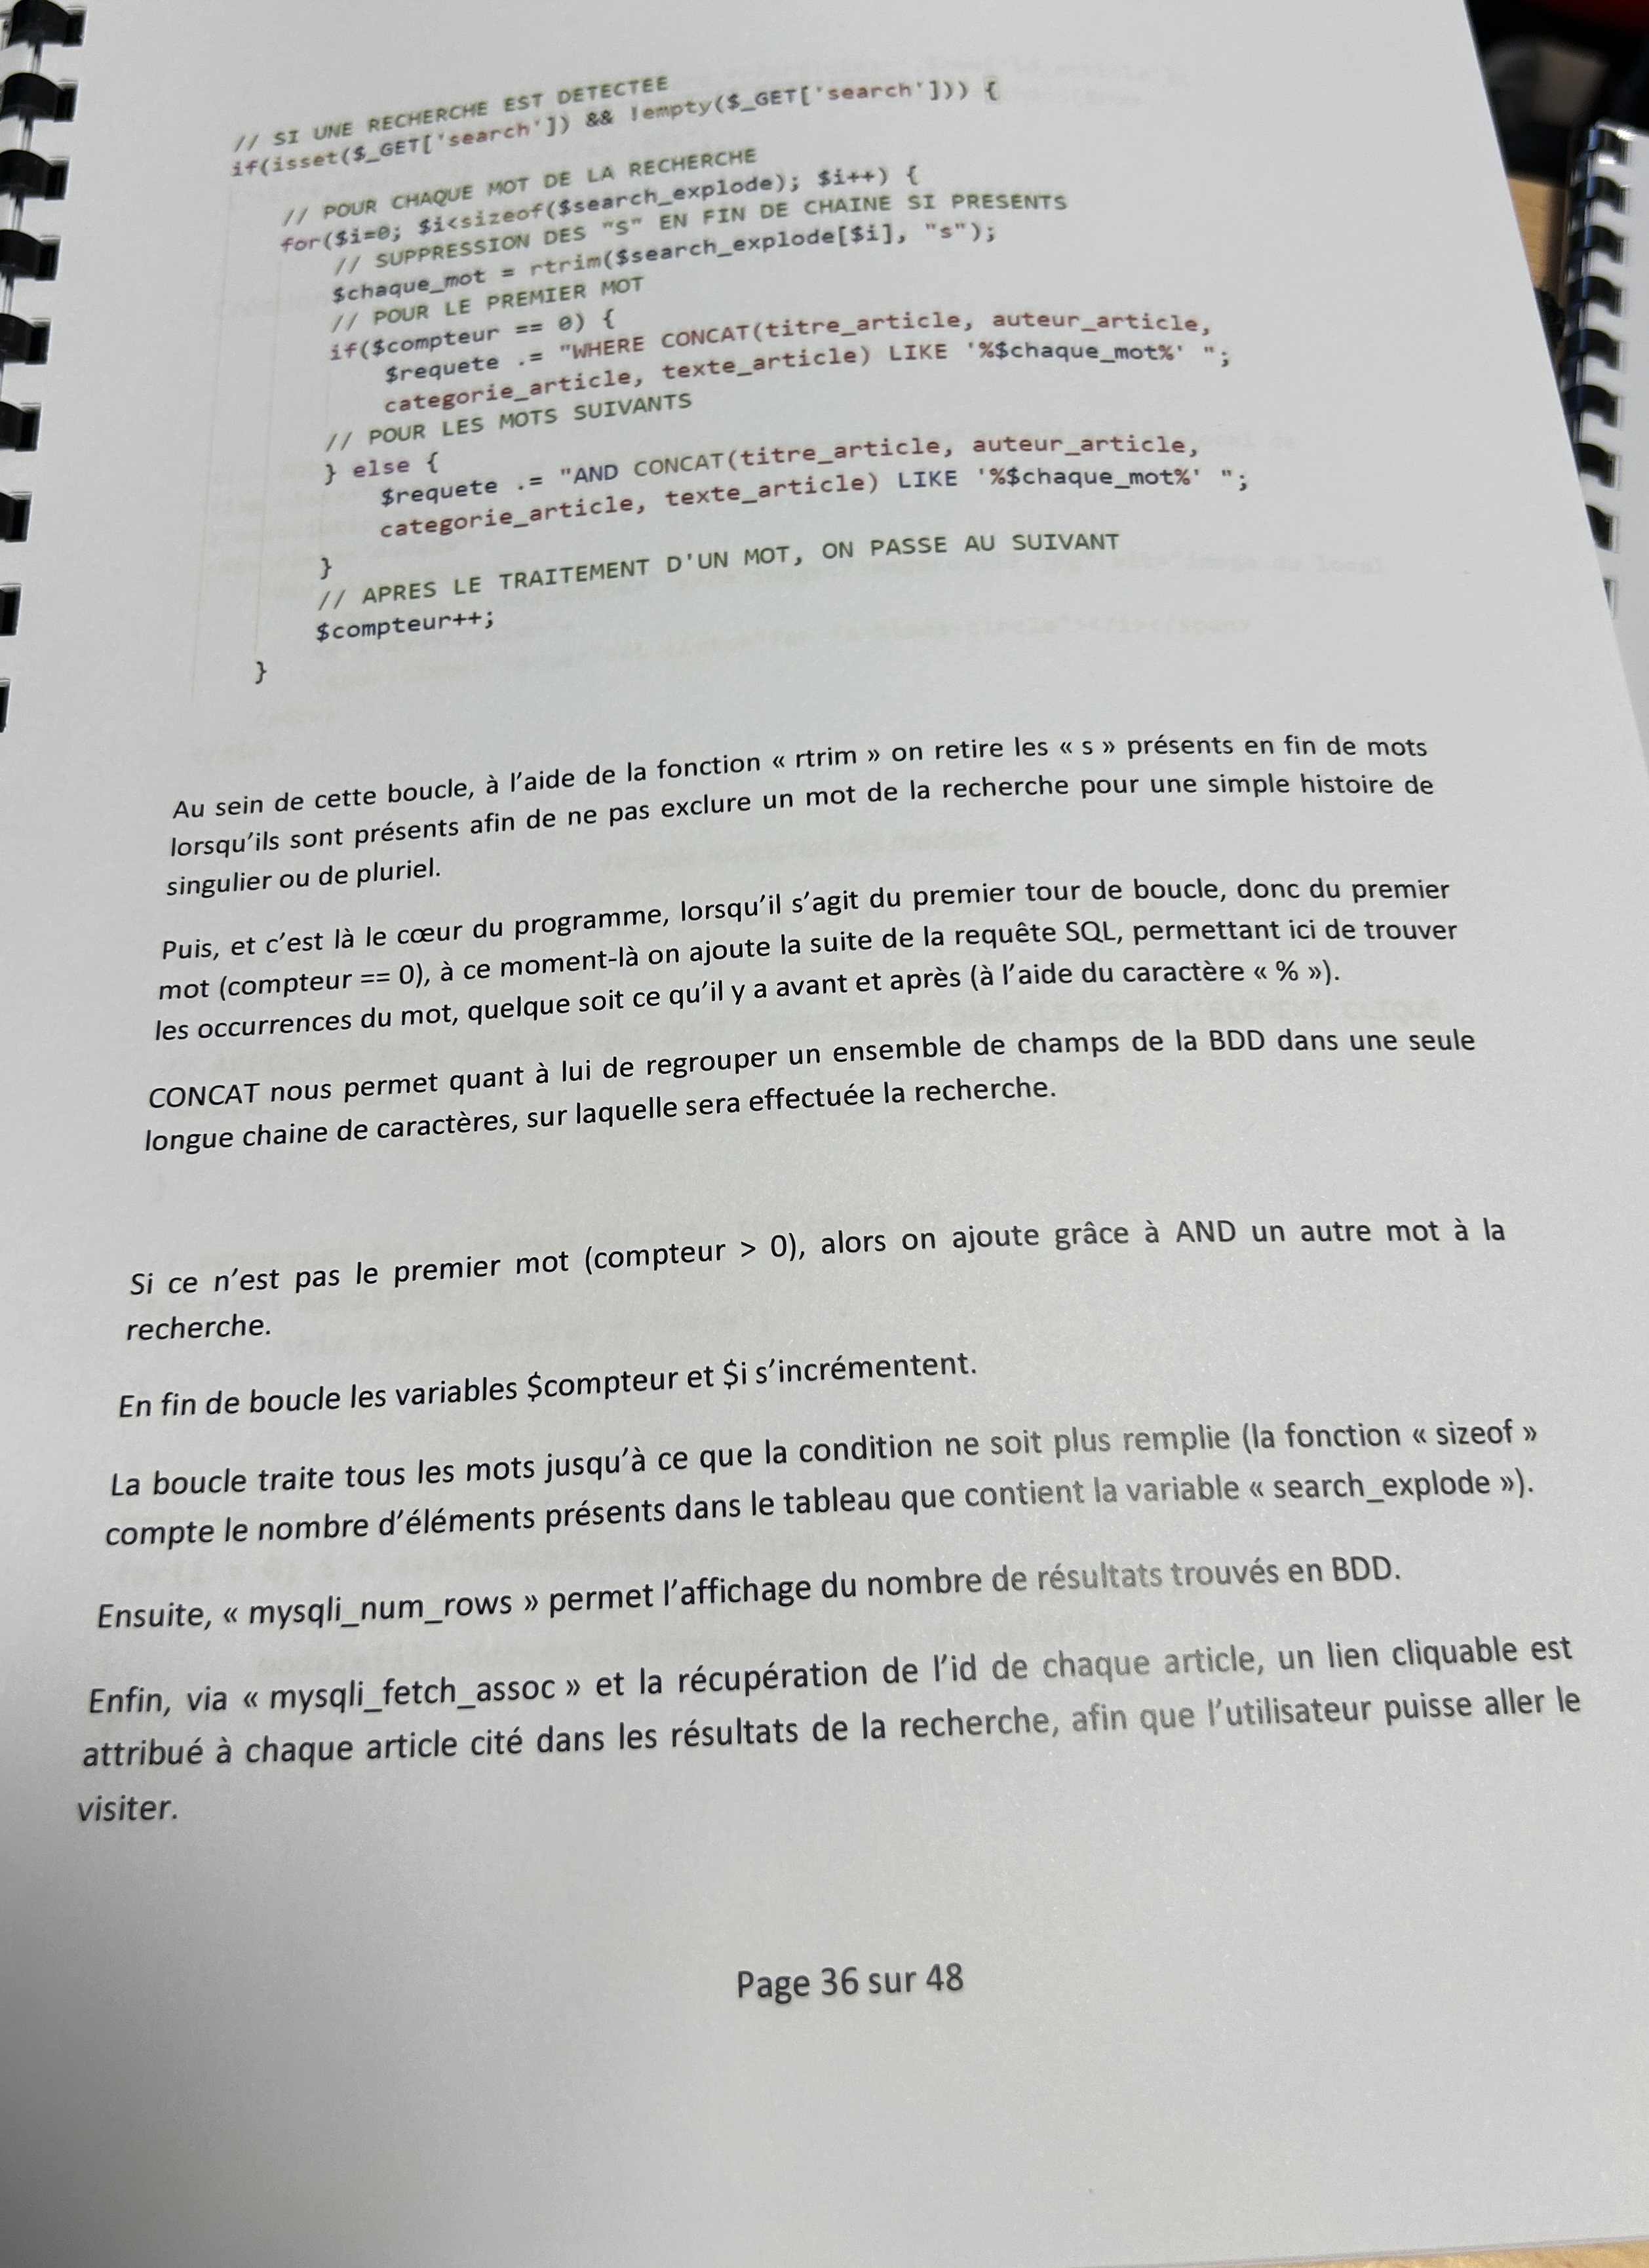 // SI UNE RECHERCHE EST DETECTEE
if(isset($_GET['search']) && !empty($_GET['search'])) {
// POUR CHAQUE MOT DE LA RECHERCHE
for($i=0; $i<sizeof($search_explode); $i++) {
// SUPPRESSION DES "S" EN FIN DE CHAINE SI PRESENTS
$chaque_mot = rtrim($search_explode[$i], "s");
// POUR LE PREMIER MOT
if($compteur == 0) {
$requete .= "WHERE CONCAT(titre_article, auteur_article,
categorie_article, texte_article) LIKE '%$chaque_mot%' ";
// POUR LES MOTS SUIVANTS
} else {
$requete .= "AND CONCAT(titre_article, auteur_article,
categorie_article, texte_article) LIKE '%$chaque_mot%' ";
}
// APRES LE TRAITEMENT D'UN MOT, ON PASSE AU SUIVANT
$compteur++;
}
Au sein de cette boucle, à l'aide de la fonction « rtrim » on retire les « s » présents en fin de mots
lorsqu'ils sont présents afin de ne pas exclure un mot de la recherche pour une simple histoire de
singulier ou de pluriel.
Puis, et c'est là le cœur du programme, lorsqu'il s'agit du premier tour de boucle, donc du premier
mot (compteur == 0), à ce moment-là on ajoute la suite de la requête SQL, permettant ici de trouver
les occurrences du mot, quelque soit ce qu'il y a avant et après (à l'aide du caractère « % »).
CONCAT nous permet quant à lui de regrouper un ensemble de champs de la BDD dans une seule
longue chaine de caractères, sur laquelle sera effectuée la recherche.
Si ce n'est pas le premier mot (compteur > 0), alors on ajoute grâce à AND un autre mot à la
recherche.
En fin de boucle les variables $compteur et $i s'incrémentent.
La boucle traite tous les mots jusqu'à ce que la condition ne soit plus remplie (la fonction « sizeof »
compte le nombre d'éléments présents dans le tableau que contient la variable « search_explode »).
Ensuite, « mysqli_num_rows » permet l'affichage du nombre de résultats trouvés en BDD.
Enfin, via « mysqli_fetch_assoc » et la récupération de l'id de chaque article, un lien cliquable est
attribué à chaque article cité dans les résultats de la recherche, afin que l'utilisateur puisse aller le
visiter.
Page 36 sur 48